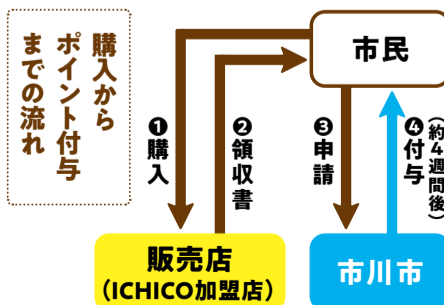 購入から
ポイント付与
までの流れ
市民
❶購入
❷領収書
❸申請
❹付与
(約4週間後)
販売店
(ICHICO加盟店)
市川市